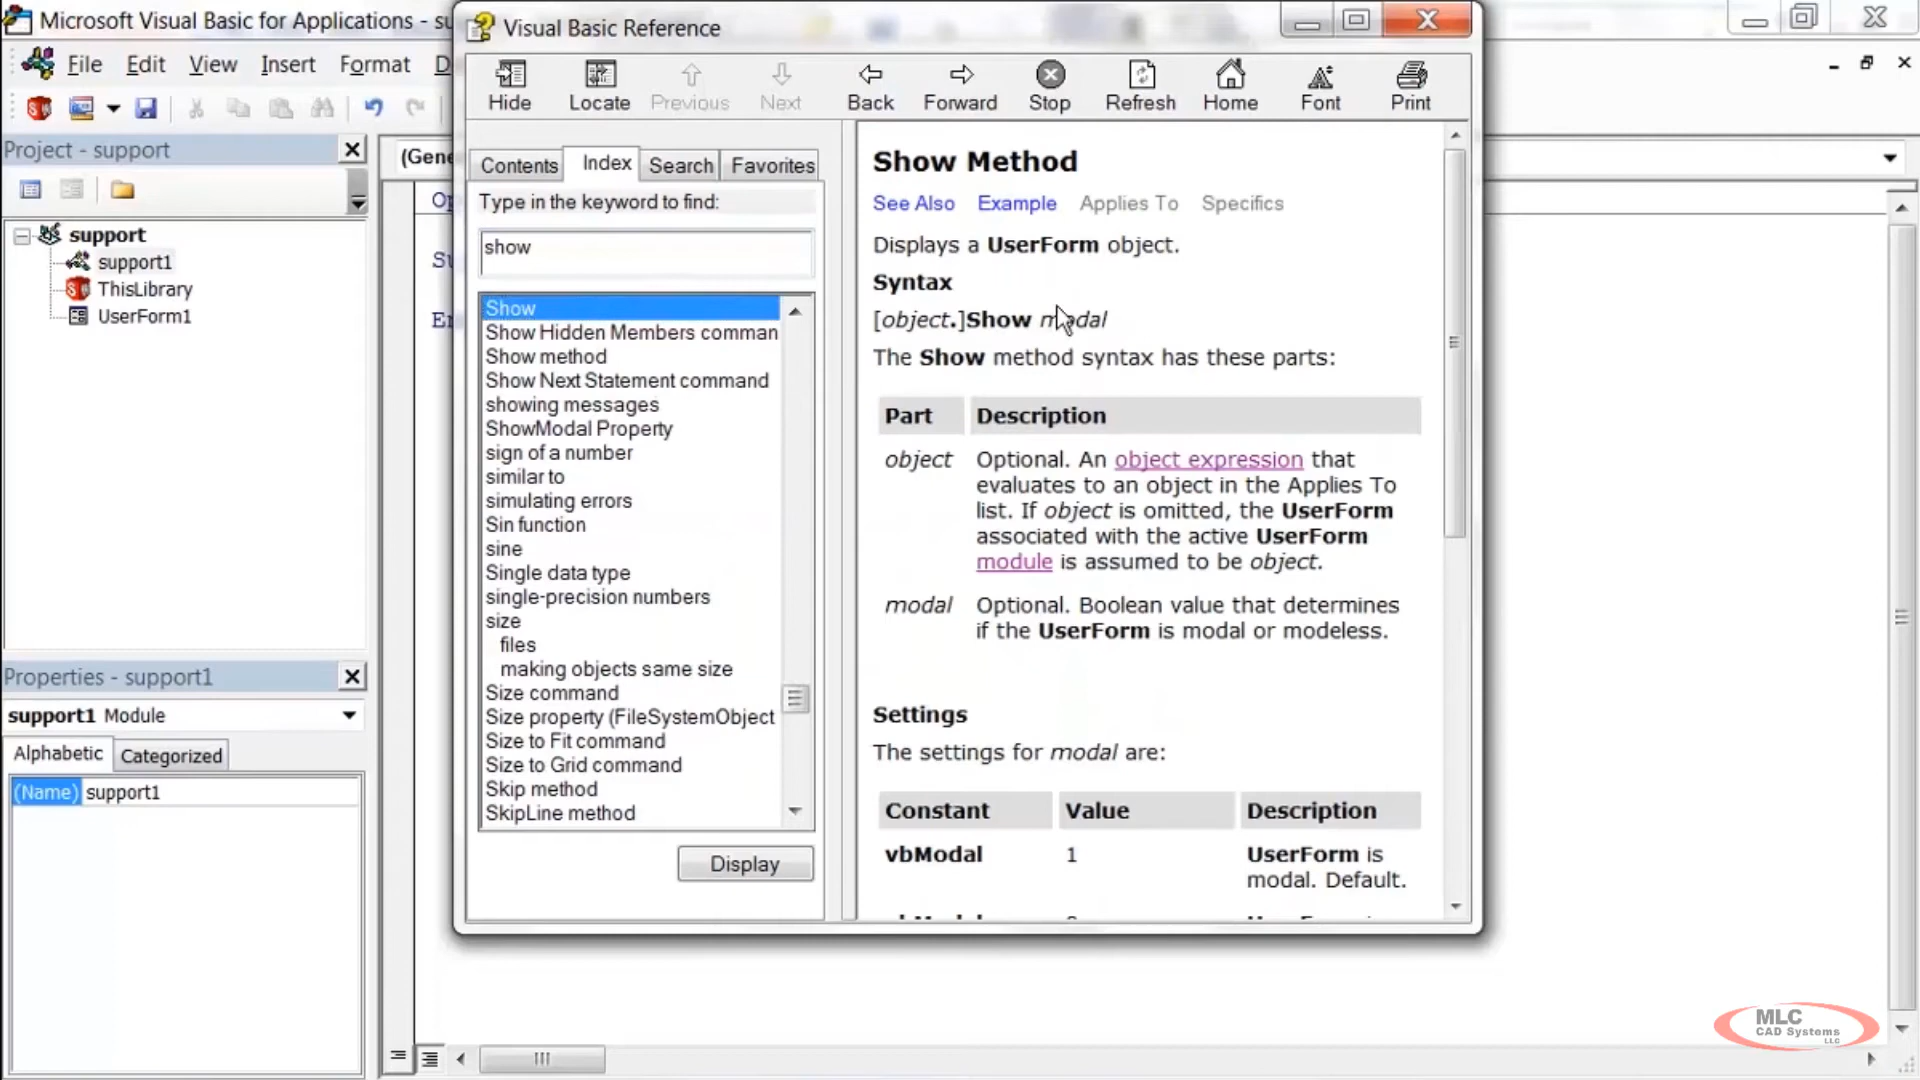 Microsoft Visual Basic for Applications - su
File Edit View Insert Format D
Project - support
support
support1
ThisLibrary
UserForm1
Properties - support1
support1 Module
Alphabetic Categorized
(Name) support1
(Gene
Op
Su
En
Visual Basic Reference
Hide Locate Previous Next Back Forward Stop Refresh Home Font Print
Contents Index Search Favorites
Type in the keyword to find:
show
Show
Show Hidden Members comman
Show method
Show Next Statement command
showing messages
ShowModal Property
sign of a number
similar to
simulating errors
Sin function
sine
Single data type
single-precision numbers
size
files
making objects same size
Size command
Size property (FileSystemObject
Size to Fit command
Size to Grid command
Skip method
SkipLine method
Display
Show Method
See Also Example Applies To Specifics
Displays a UserForm object.
Syntax
[object.]Show modal
The Show method syntax has these parts:
Part Description
object Optional. An object expression that
evaluates to an object in the Applies To
list. If object is omitted, the UserForm
associated with the active UserForm
module is assumed to be object.
modal Optional. Boolean value that determines
if the UserForm is modal or modeless.
Settings
The settings for modal are:
Constant Value Description
vbModal 1 UserForm is
modal. Default.
MLC
CAD Systems
LLC